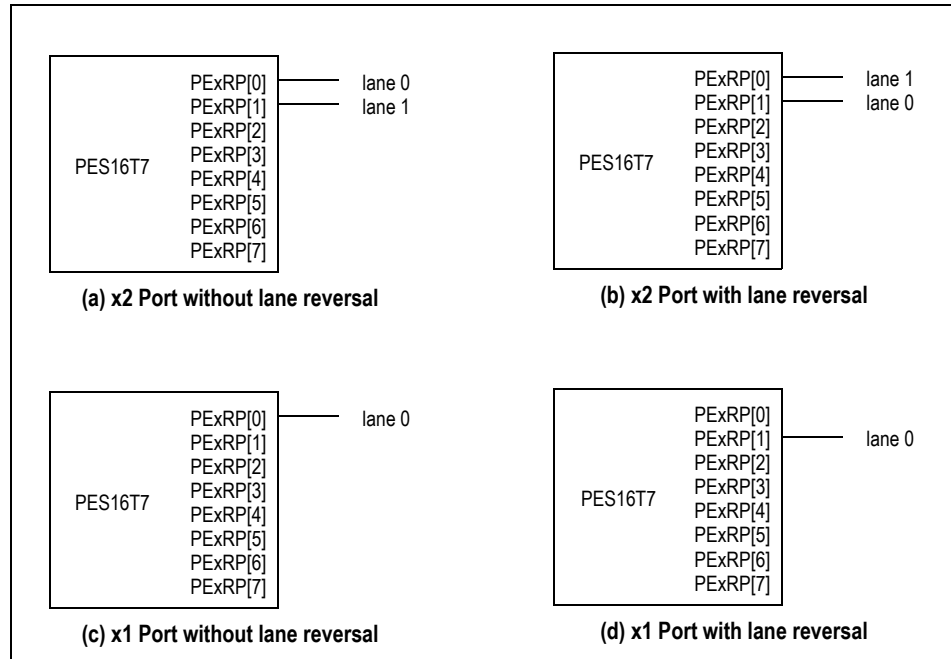 PES16T7
PExRP[0]
PExRP[1]
PExRP[2]
PExRP[3]
PExRP[4]
PExRP[5]
PExRP[6]
PExRP[7]
lane 0
lane 1
(a) x2 Port without lane reversal
PES16T7
PExRP[0]
PExRP[1]
PExRP[2]
PExRP[3]
PExRP[4]
PExRP[5]
PExRP[6]
PExRP[7]
lane 1
lane 0
(b) x2 Port with lane reversal
PES16T7
PExRP[0]
PExRP[1]
PExRP[2]
PExRP[3]
PExRP[4]
PExRP[5]
PExRP[6]
PExRP[7]
lane 0
(c) x1 Port without lane reversal
PES16T7
PExRP[0]
PExRP[1]
PExRP[2]
PExRP[3]
PExRP[4]
PExRP[5]
PExRP[6]
PExRP[7]
lane 0
(d) x1 Port with lane reversal